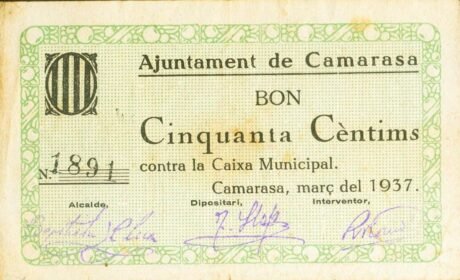 Ajuntament de Camarasa
BON
Cinquanta Cèntims
contra la Caixa Municipal.
N. 1891
Camarasa, març del 1937.
Alcalde, Dipositari, Interventor,